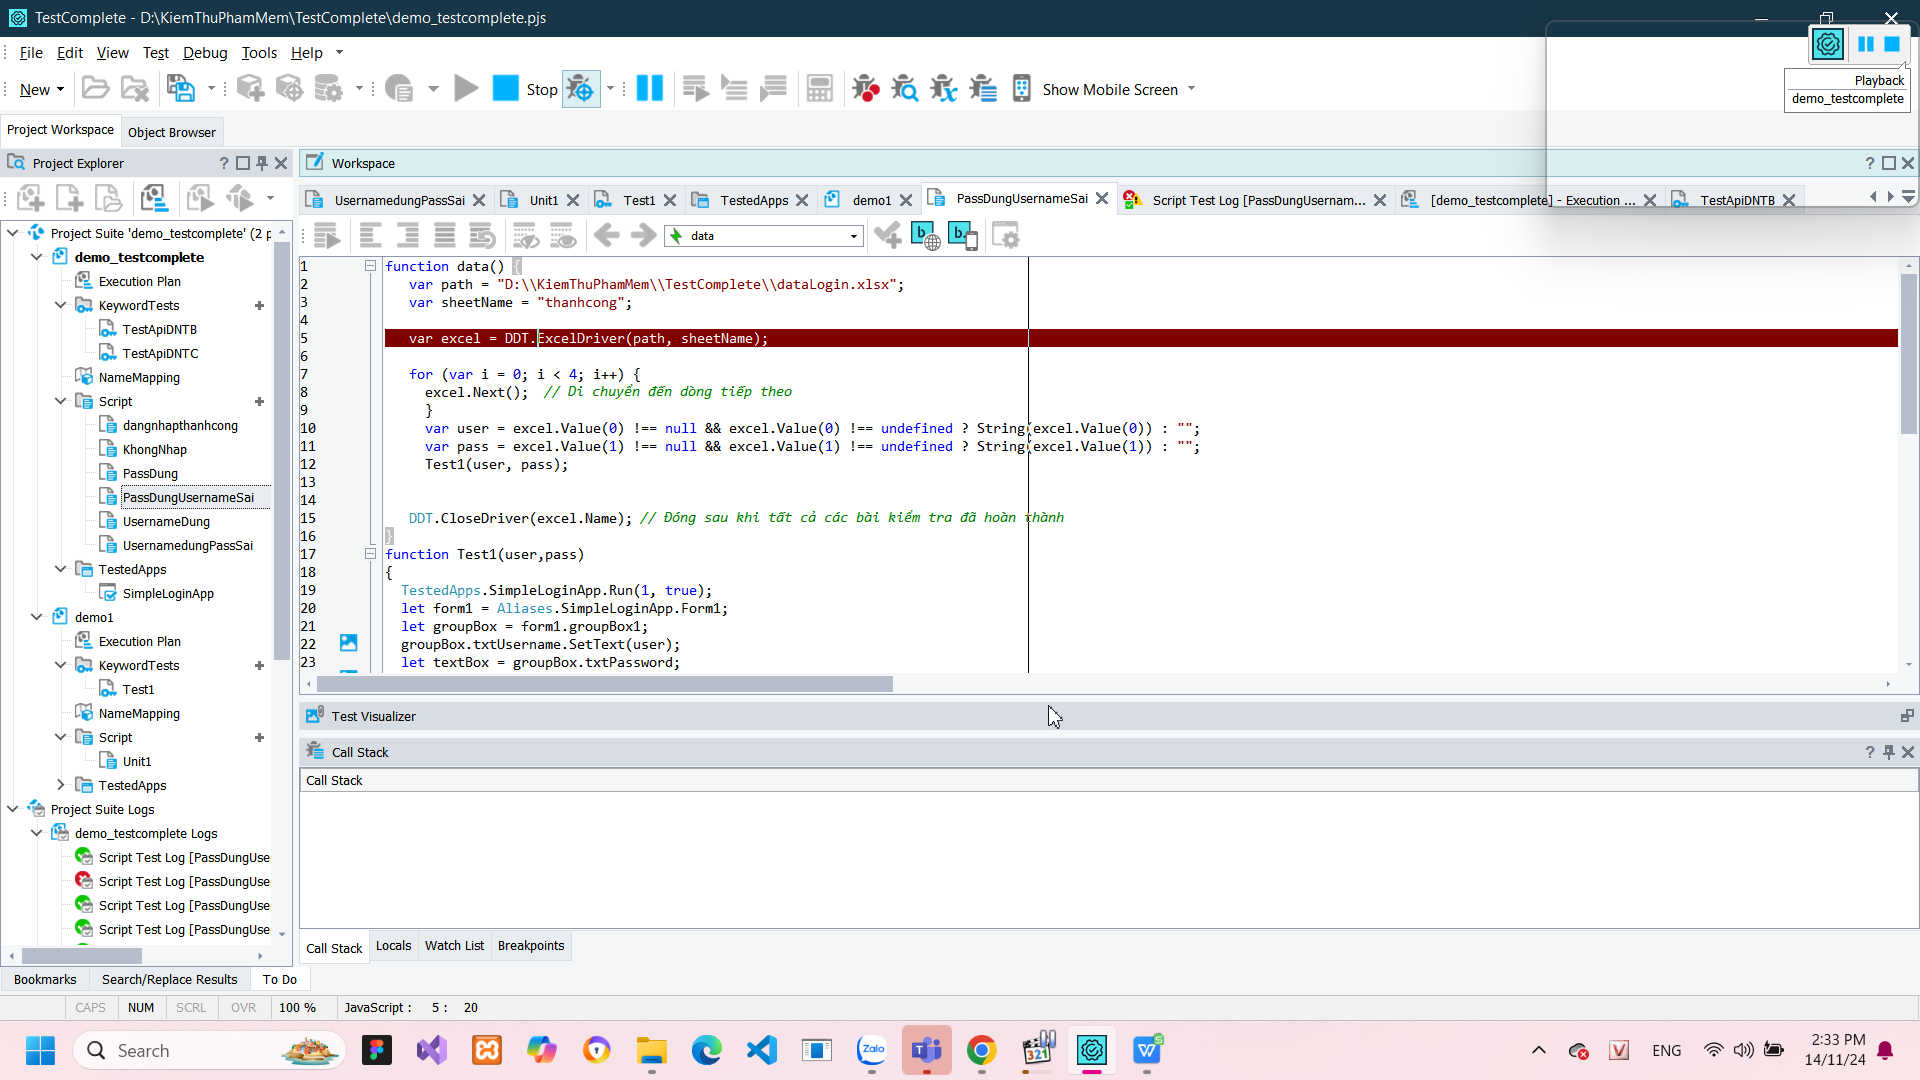 TestComplete - D:\KiemThuPhamMem\TestComplete\demo_testcomplete.pjs
File Edit View Test Debug Tools Help
New Stop Show Mobile Screen
Playback
demo_testcomplete
Project Workspace Object Browser
Project Explorer
Workspace
UsernamedungPassSai Unit1 Test1 TestedApps demo1 PassDungUsernameSai Script Test Log [PassDungUsernam... [demo_testcomplete] - Execution ... TestApiDNTB
data
Project Suite 'demo_testcomplete' (2 p
demo_testcomplete
Execution Plan
KeywordTests
TestApiDNTB
TestApiDNTC
NameMapping
Script
dangnhapthanhcong
KhongNhap
PassDung
PassDungUsernameSai
UsernameDung
UsernamedungPassSai
TestedApps
SimpleLoginApp
demo1
Execution Plan
KeywordTests
Test1
NameMapping
Script
Unit1
TestedApps
Project Suite Logs
demo_testcomplete Logs
Script Test Log [PassDungUse
Script Test Log [PassDungUse
Script Test Log [PassDungUse
Script Test Log [PassDungUse
1 function data() {
2 var path = "D:\\KiemThuPhamMem\\TestComplete\\dataLogin.xlsx";
3 var sheetName = "thanhcong";
4
5 var excel = DDT.ExcelDriver(path, sheetName);
6
7 for (var i = 0; i < 4; i++) {
8 excel.Next(); // Di chuyển đến dòng tiếp theo
9 }
10 var user = excel.Value(0) !== null && excel.Value(0) !== undefined ? String(excel.Value(0)) : "";
11 var pass = excel.Value(1) !== null && excel.Value(1) !== undefined ? String(excel.Value(1)) : "";
12 Test1(user, pass);
13
14
15 DDT.CloseDriver(excel.Name); // Đóng sau khi tất cả các bài kiểm tra đã hoàn thành
16 }
17 function Test1(user,pass)
18 {
19 TestedApps.SimpleLoginApp.Run(1, true);
20 let form1 = Aliases.SimpleLoginApp.Form1;
21 let groupBox = form1.groupBox1;
22 groupBox.txtUsername.SetText(user);
23 let textBox = groupBox.txtPassword;
Test Visualizer
Call Stack
Call Stack
Call Stack Locals Watch List Breakpoints
Bookmarks Search/Replace Results To Do
CAPS NUM SCRL OVR 100 % JavaScript : 5 : 20
Search
Zalo
321
ENG
2:33 PM
14/11/24